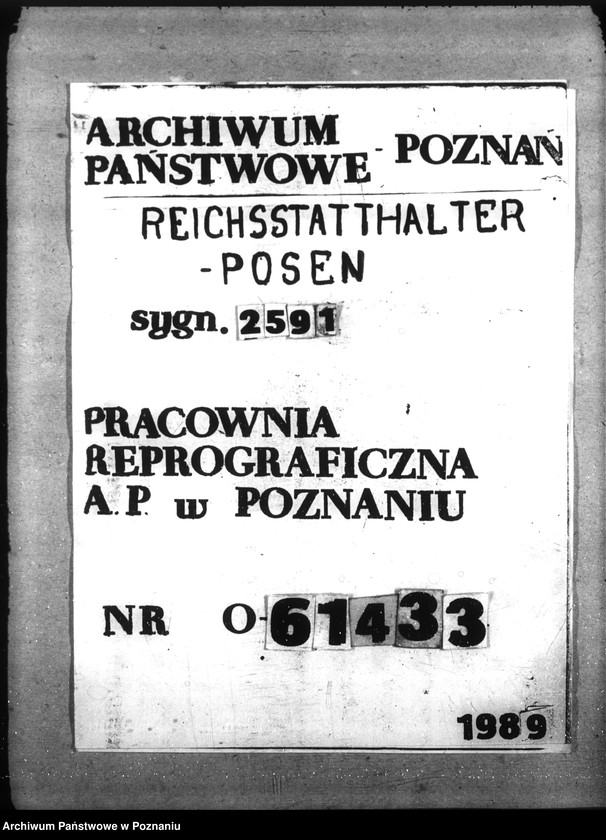 ARCHIWUM
PAŃSTWOWE - POZNAŃ
REICHSSTATTHALTER
-POSEN
sygn. 2591
PRACOWNIA
REPROGRAFICZNA
A.P. w POZNANIU
NR O-61433
1989
Archiwum Państwowe w Poznaniu